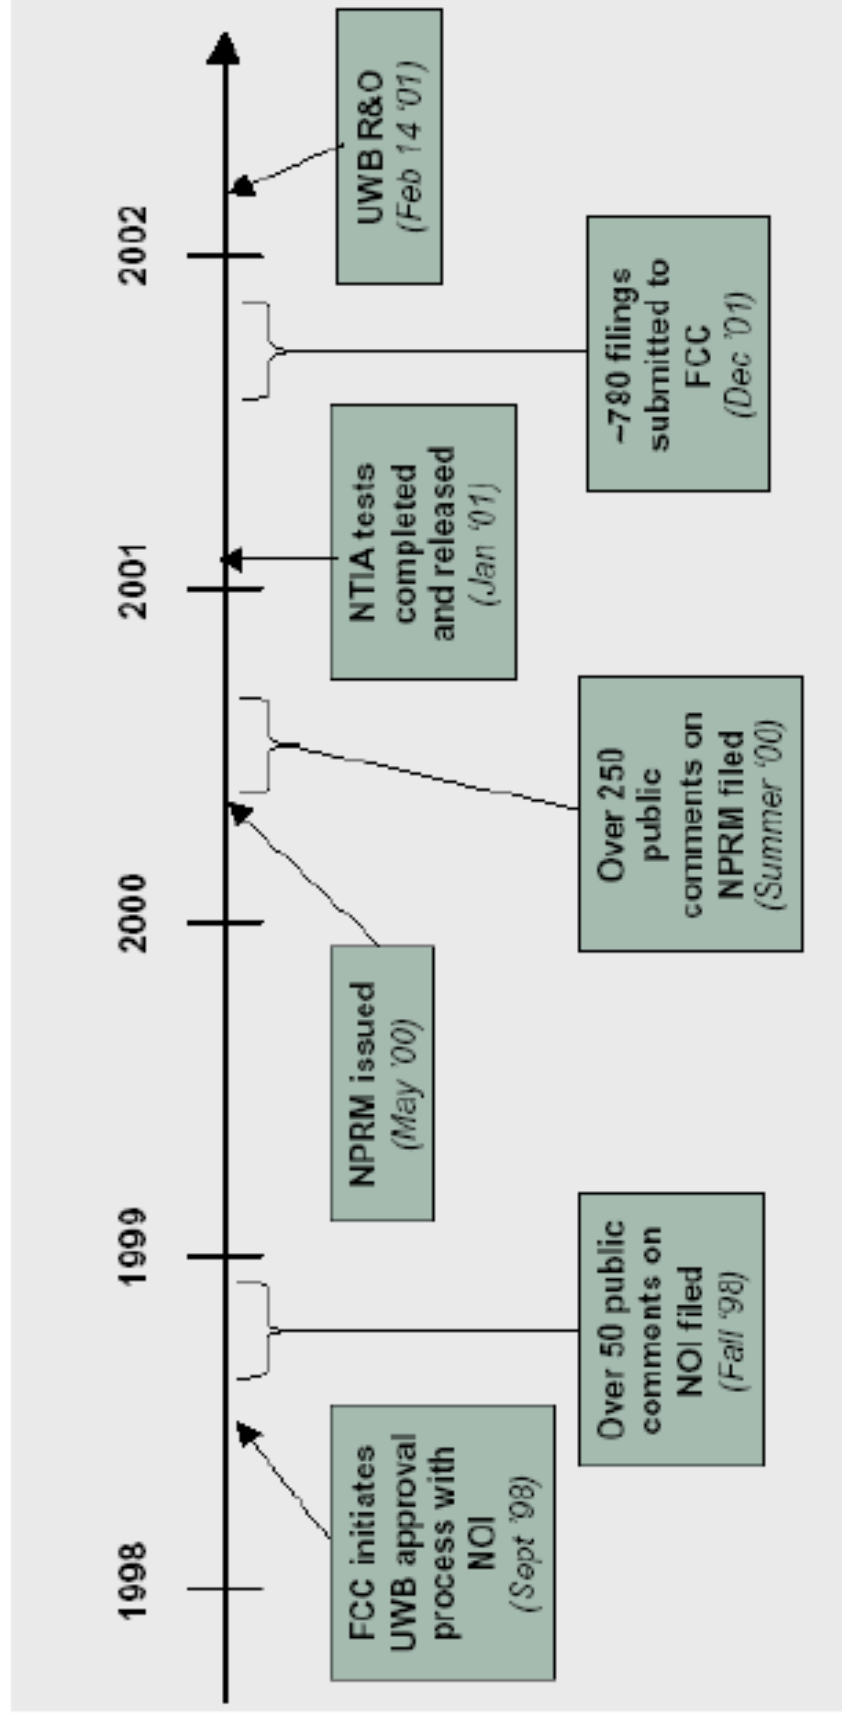 1998
1999
2000
2001
2002
FCC initiates
UWB approval
process with
NOI
(Sept '98)
Over 50 public
comments on
NOI filed
(Fall '98)
NPRM issued
(May '00)
Over 250
public
comments on
NPRM filed
(Summer '00)
NTIA tests
completed
and released
(Jan '01)
~780 filings
submitted to
FCC
(Dec '01)
UWB R&O
(Feb 14 '01)